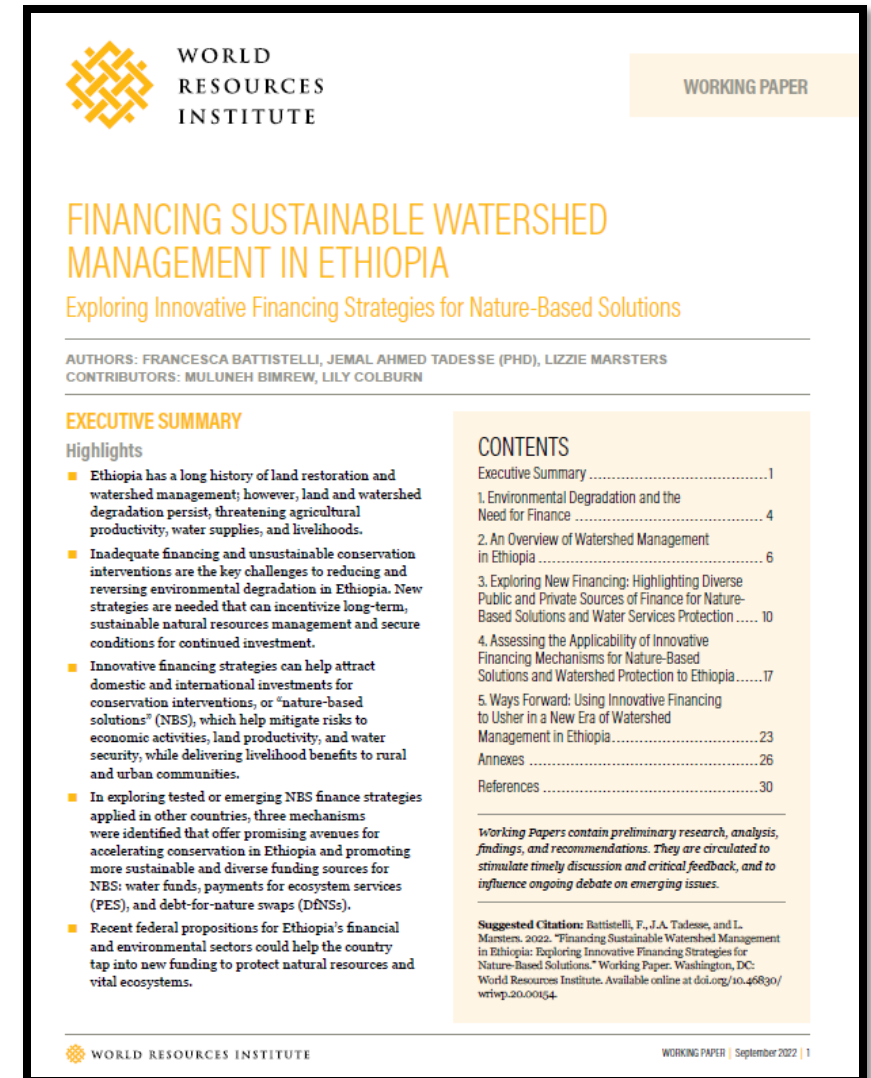 WORLD
RESOURCES
INSTITUTE
WORKING PAPER
FINANCING SUSTAINABLE WATERSHED
MANAGEMENT IN ETHIOPIA
Exploring Innovative Financing Strategies for Nature-Based Solutions
AUTHORS: FRANCESCA BATTISTELLI, JEMAL AHMED TADESSE (PHD), LIZZIE MARSTERS
CONTRIBUTORS: MULUNEH BIMREW, LILY COLBURN
EXECUTIVE SUMMARY
Highlights
■ Ethiopia has a long history of land restoration and
watershed management; however, land and watershed
degradation persist, threatening agricultural
productivity, water supplies, and livelihoods.
■ Inadequate financing and unsustainable conservation
interventions are the key challenges to reducing and
reversing environmental degradation in Ethiopia. New
strategies are needed that can incentivize long-term,
sustainable natural resources management and secure
conditions for continued investment.
■ Innovative financing strategies can help attract
domestic and international investments for
conservation interventions, or “nature-based
solutions” (NBS), which help mitigate risks to
economic activities, land productivity, and water
security, while delivering livelihood benefits to rural
and urban communities.
■ In exploring tested or emerging NBS finance strategies
applied in other countries, three mechanisms
were identified that offer promising avenues for
accelerating conservation in Ethiopia and promoting
more sustainable and diverse funding sources for
NBS: water funds, payments for ecosystem services
(PES), and debt-for-nature swaps (DfNSs).
■ Recent federal propositions for Ethiopia’s financial
and environmental sectors could help the country
tap into new funding to protect natural resources and
vital ecosystems.
CONTENTS
Executive Summary ........................................1
1. Environmental Degradation and the
Need for Finance ........................................ 4
2. An Overview of Watershed Management
in Ethiopia ................................................ 6
3. Exploring New Financing: Highlighting Diverse
Public and Private Sources of Finance for Nature-
Based Solutions and Water Services Protection ..... 10
4. Assessing the Applicability of Innovative
Financing Mechanisms for Nature-Based
Solutions and Watershed Protection to Ethiopia......17
5. Ways Forward: Using Innovative Financing
to Usher in a New Era of Watershed
Management in Ethiopia................................23
Annexes ..................................................26
References ...............................................30
Working Papers contain preliminary research, analysis,
findings, and recommendations. They are circulated to
stimulate timely discussion and critical feedback, and to
influence ongoing debate on emerging issues.
Suggested Citation: Battistelli, F., J.A. Tadesse, and L.
Marsters. 2022. “Financing Sustainable Watershed Management
in Ethiopia: Exploring Innovative Financing Strategies for
Nature-Based Solutions.” Working Paper. Washington, DC:
World Resources Institute. Available online at doi.org/10.46830/
wriwp.20.00154.
WORLD RESOURCES INSTITUTE
WORKING PAPER | September 2022 | 1